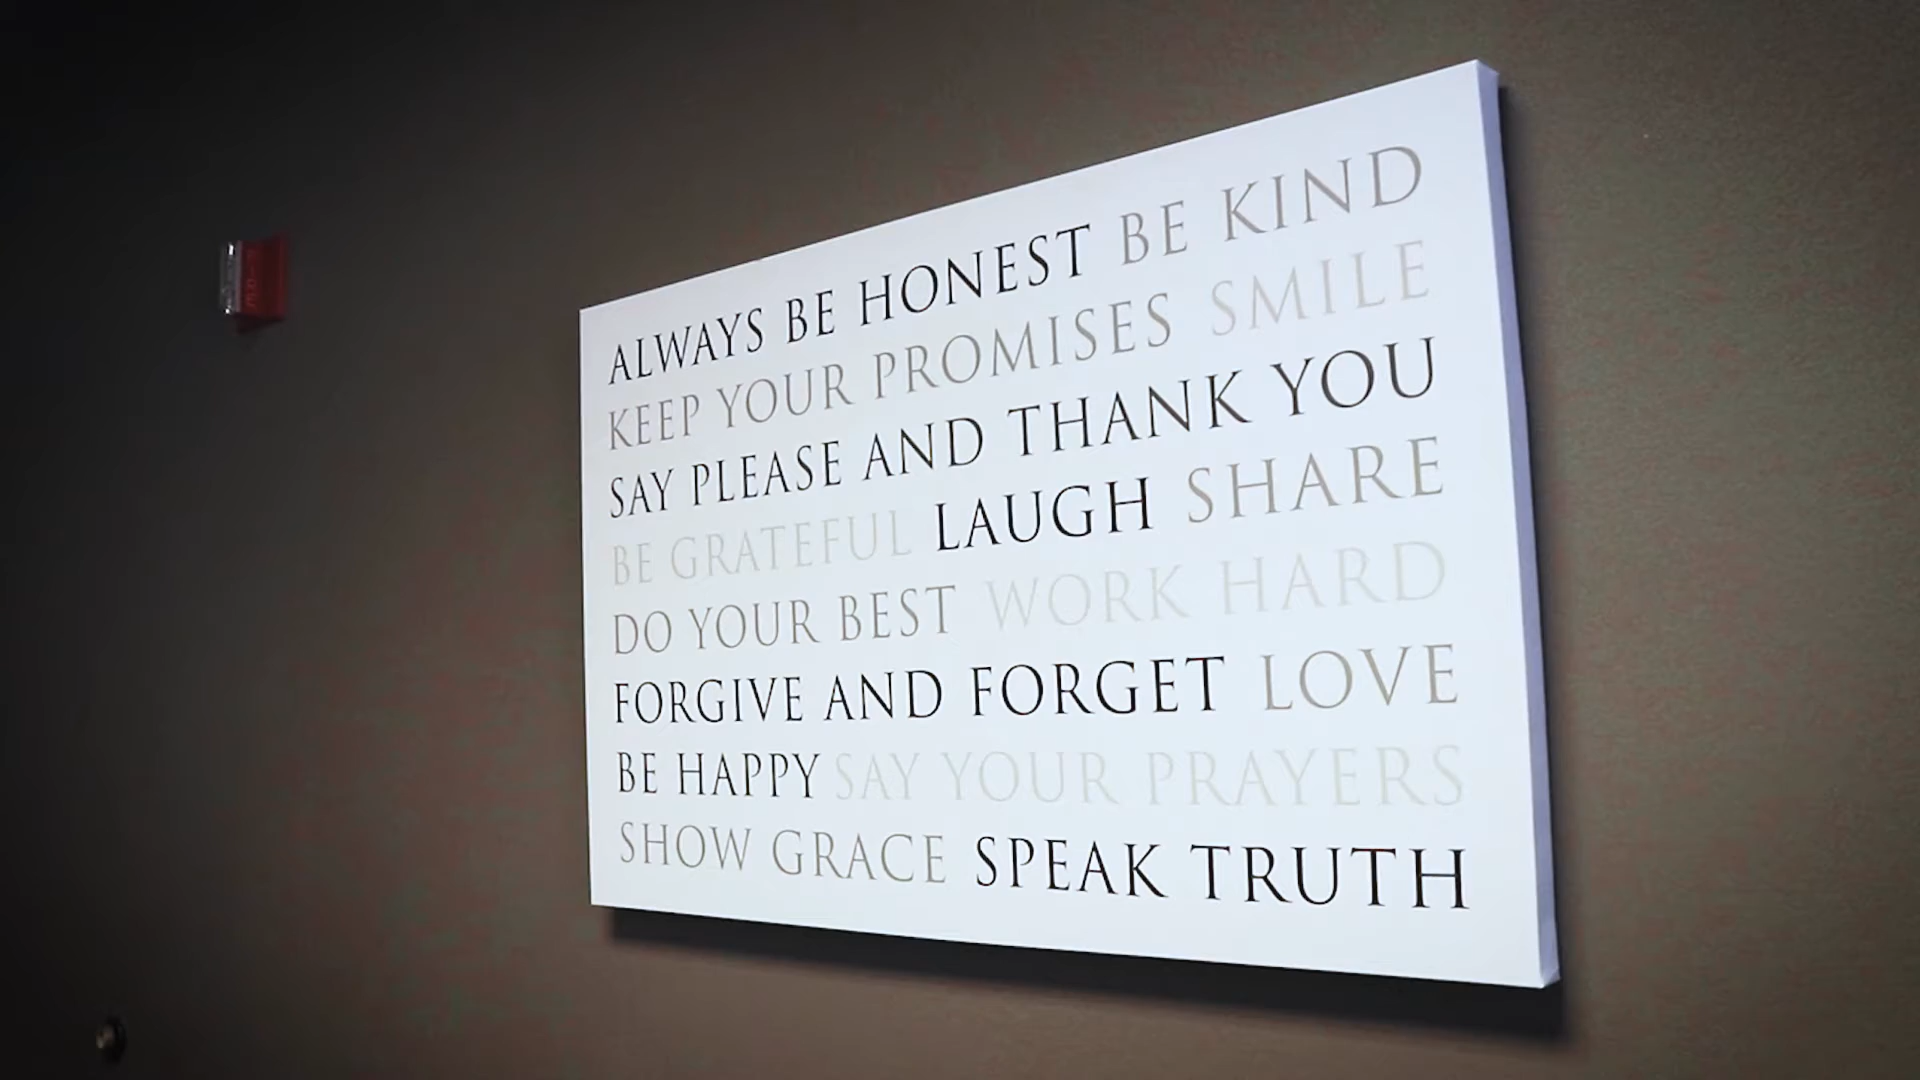 ALWAYS BE HONEST BE KIND
KEEP YOUR PROMISES SMILE
SAY PLEASE AND THANK YOU
BE GRATEFUL LAUGH SHARE
DO YOUR BEST WORK HARD
FORGIVE AND FORGET LOVE
BE HAPPY SAY YOUR PRAYERS
SHOW GRACE SPEAK TRUTH